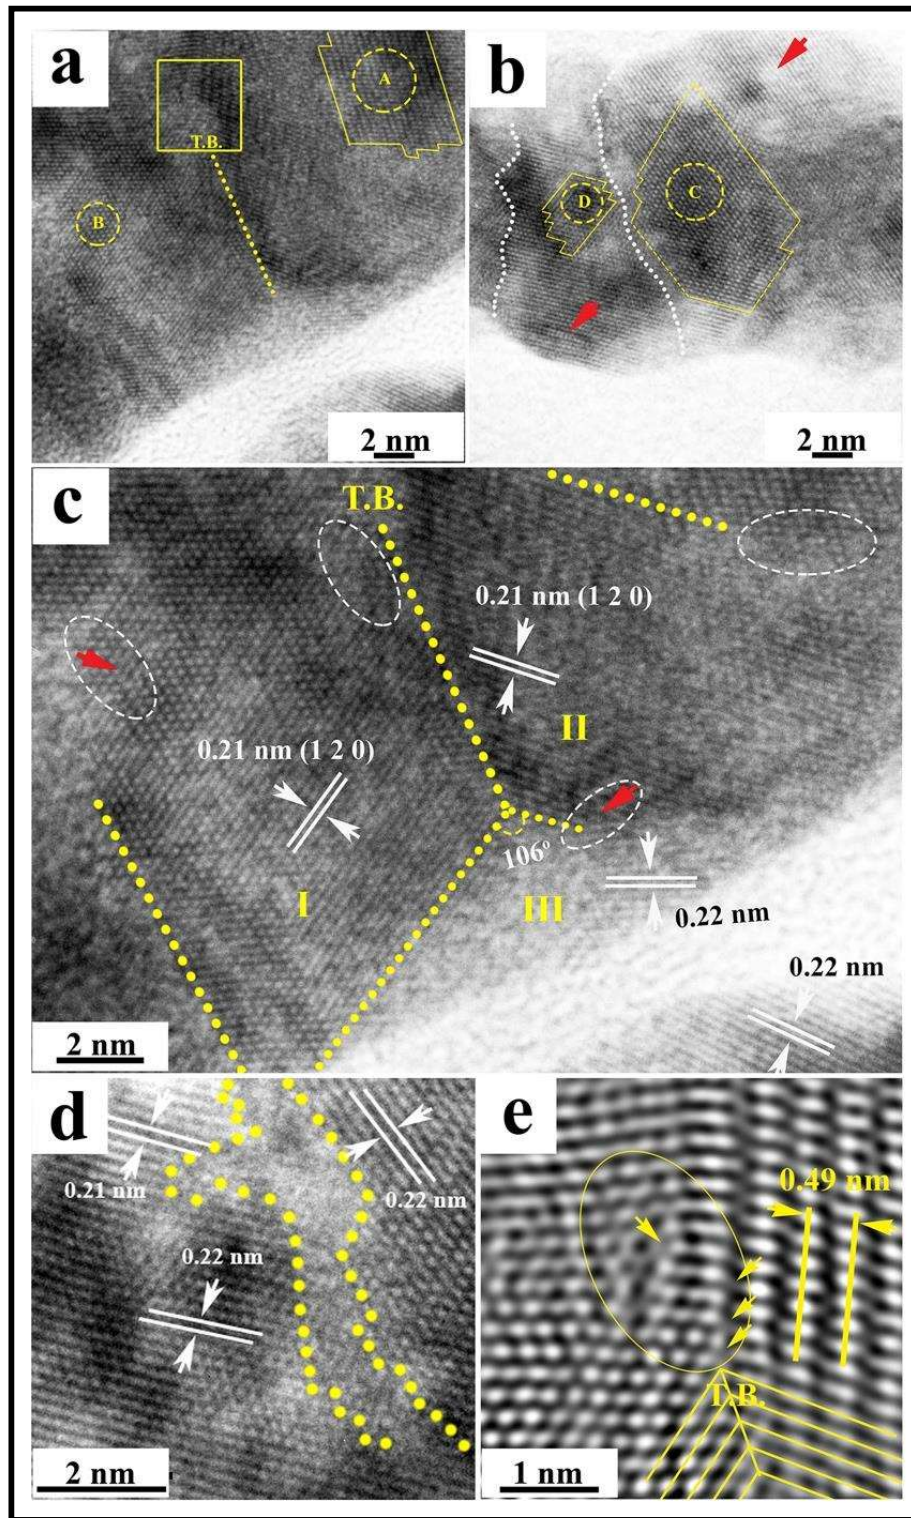 a
A
T.B.
B
2 nm
b
D
C
2 nm
c
T.B.
0.21 nm (1 2 0)
II
0.21 nm (1 2 0)
106°
I
III
0.22 nm
0.22 nm
2 nm
d
0.21 nm
0.22 nm
0.22 nm
2 nm
e
0.49 nm
T.B.
1 nm